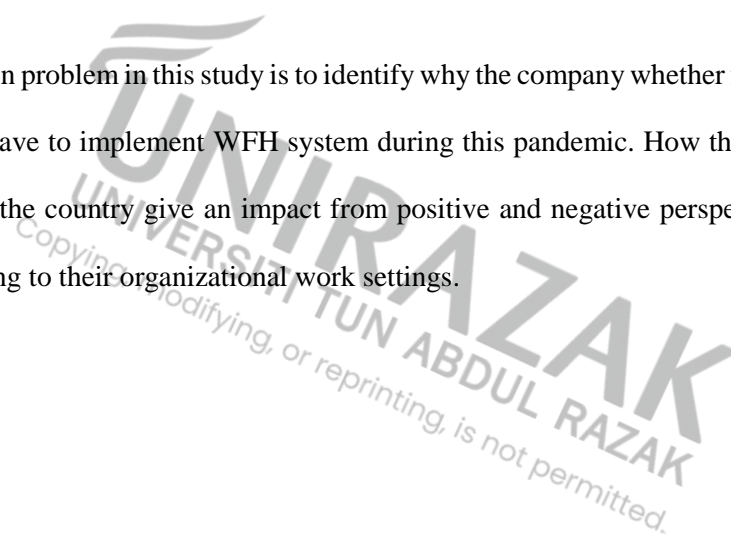 n problem in this study is to identify why the company whether
ave to implement WFH system during this pandemic. How th
the country give an impact from positive and negative perspe
ng to their organizational work settings.
UNIRAZAK
UNIVERSITI TUN ABDUL RAZAK
Copying, modifying, or reprinting, is not permitted.